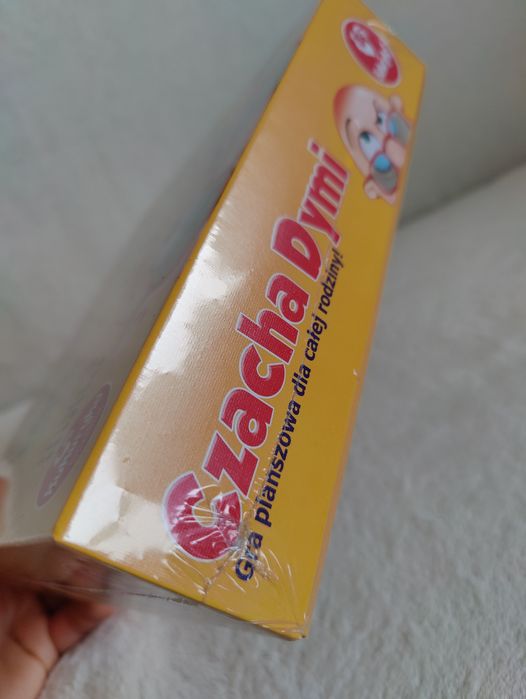 Czacha Dymi
Gra planszowa dla całej rodziny!